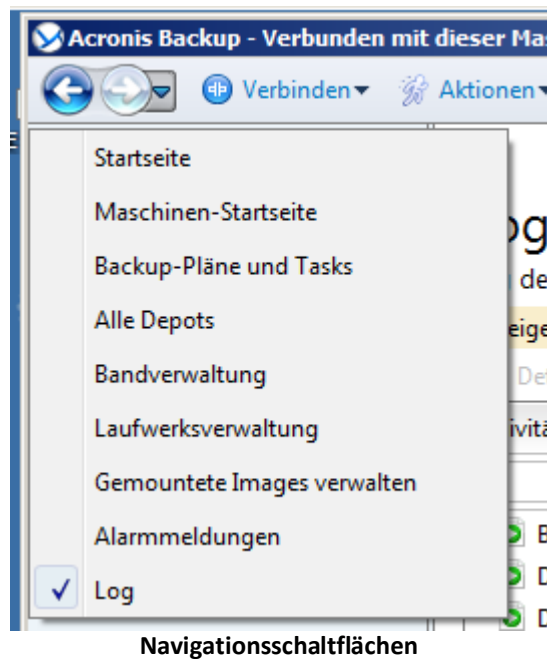 Acronis Backup - Verbunden mit dieser Ma
Verbinden Aktionen
Startseite
Maschinen-Startseite
Backup-Pläne und Tasks
Alle Depots
Bandverwaltung
Laufwerksverwaltung
Gemountete Images verwalten
Alarmmeldungen
Log
Navigationsschaltflächen